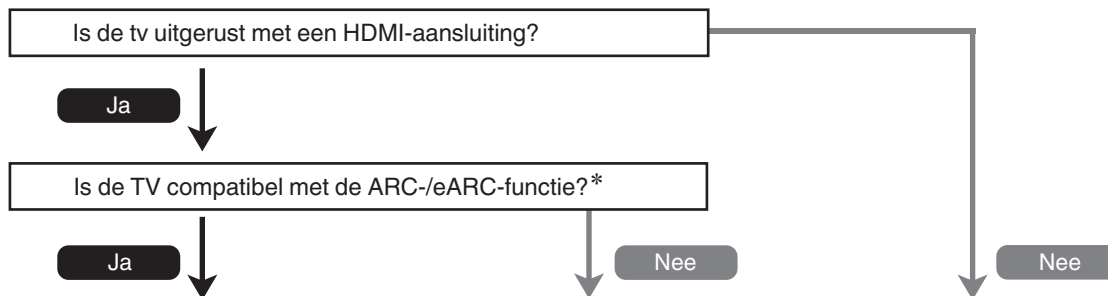 Is de tv uitgerust met een HDMI-aansluiting?
Ja
Is de TV compatibel met de ARC-/eARC-functie?*
Ja
Nee
Nee